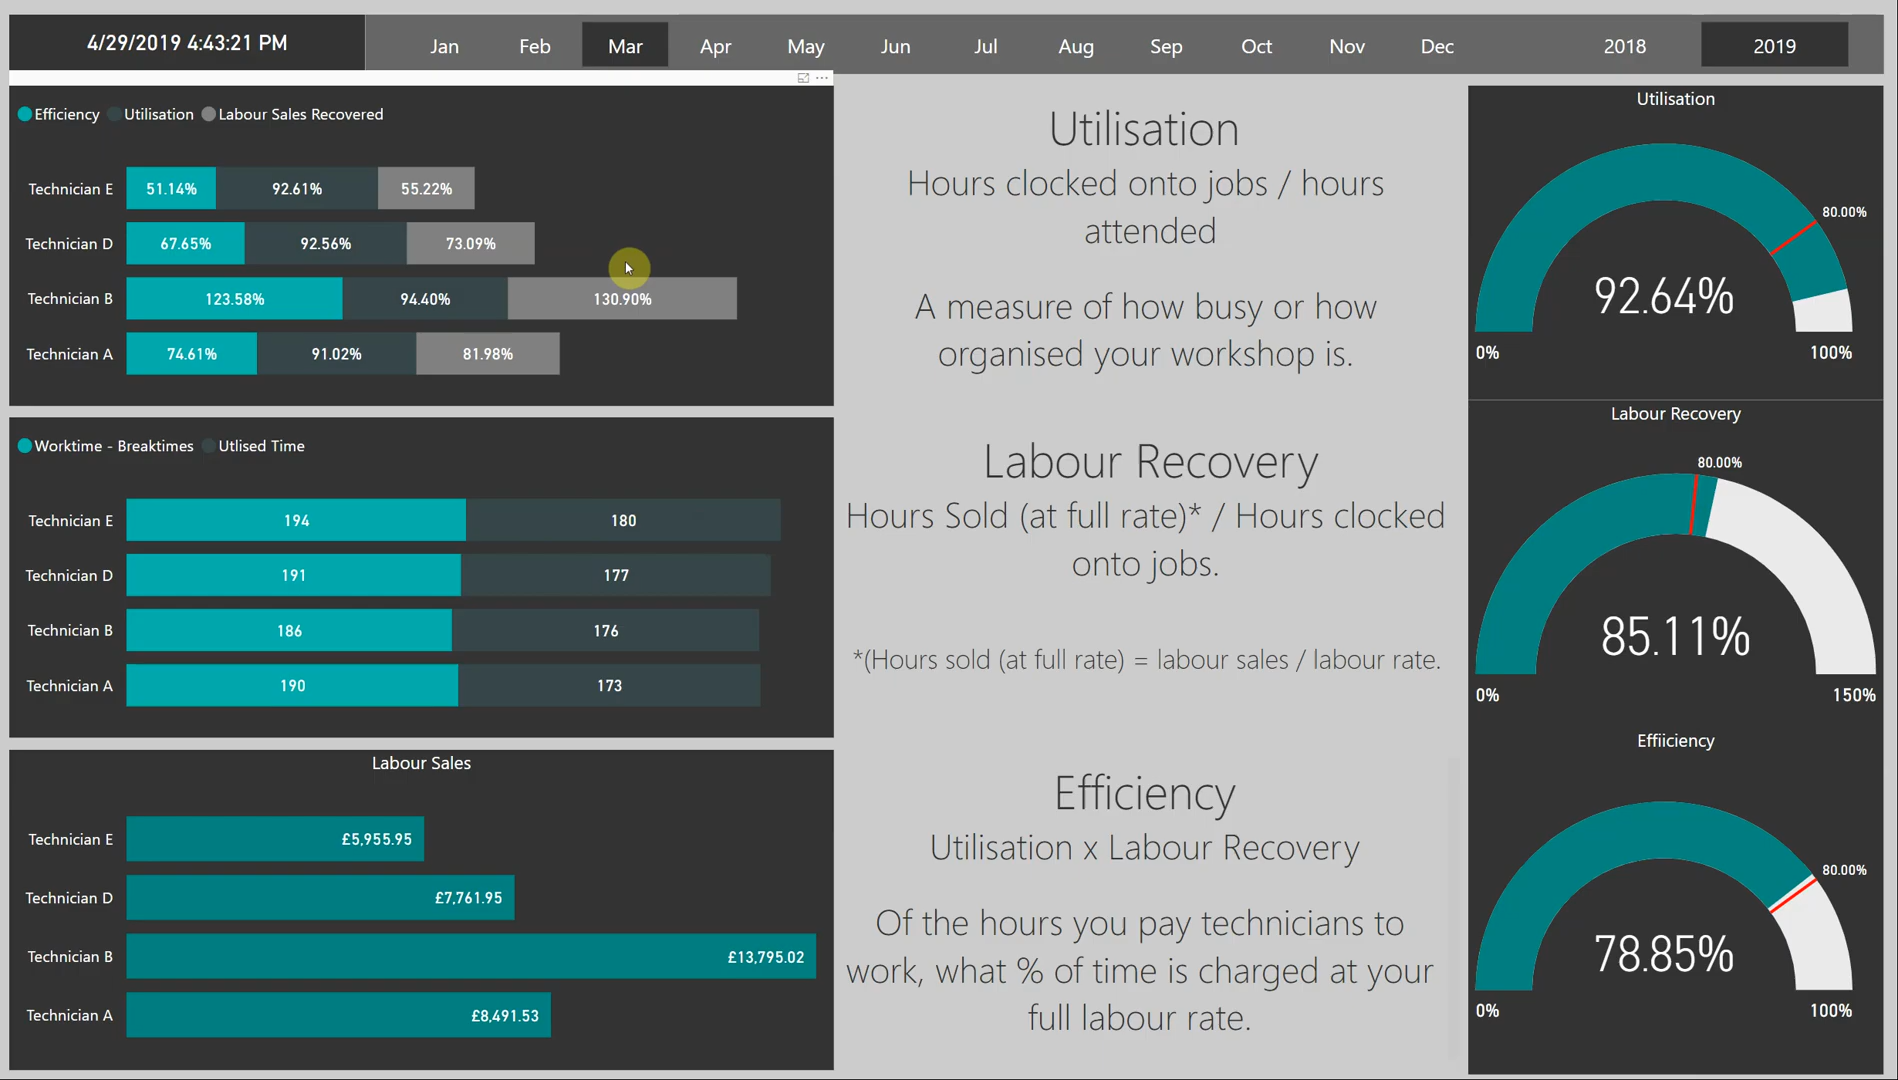 4/29/2019 4:43:21 PM
Jan Feb Mar Apr May Jun Jul Aug Sep Oct Nov Dec 2018 2019
Efficiency Utilisation Labour Sales Recovered
Technician E 51.14% 92.61% 55.22%
Technician D 67.65% 92.56% 73.09%
Technician B 123.58% 94.40% 130.90%
Technician A 74.61% 91.02% 81.98%
Worktime - Breaktimes Utlised Time
Technician E 194 180
Technician D 191 177
Technician B 186 176
Technician A 190 173
Labour Sales
Technician E £5,955.95
Technician D £7,761.95
Technician B £13,795.02
Technician A £8,491.53
Utilisation
Hours clocked onto jobs / hours
attended
A measure of how busy or how
organised your workshop is.
Labour Recovery
Hours Sold (at full rate)* / Hours clocked
onto jobs.
*(Hours sold (at full rate) = labour sales / labour rate.
Efficiency
Utilisation x Labour Recovery
Of the hours you pay technicians to
work, what % of time is charged at your
full labour rate.
Utilisation
80.00%
92.64%
0% 100%
Labour Recovery
80.00%
85.11%
0% 150%
Effiiciency
80.00%
78.85%
0% 100%